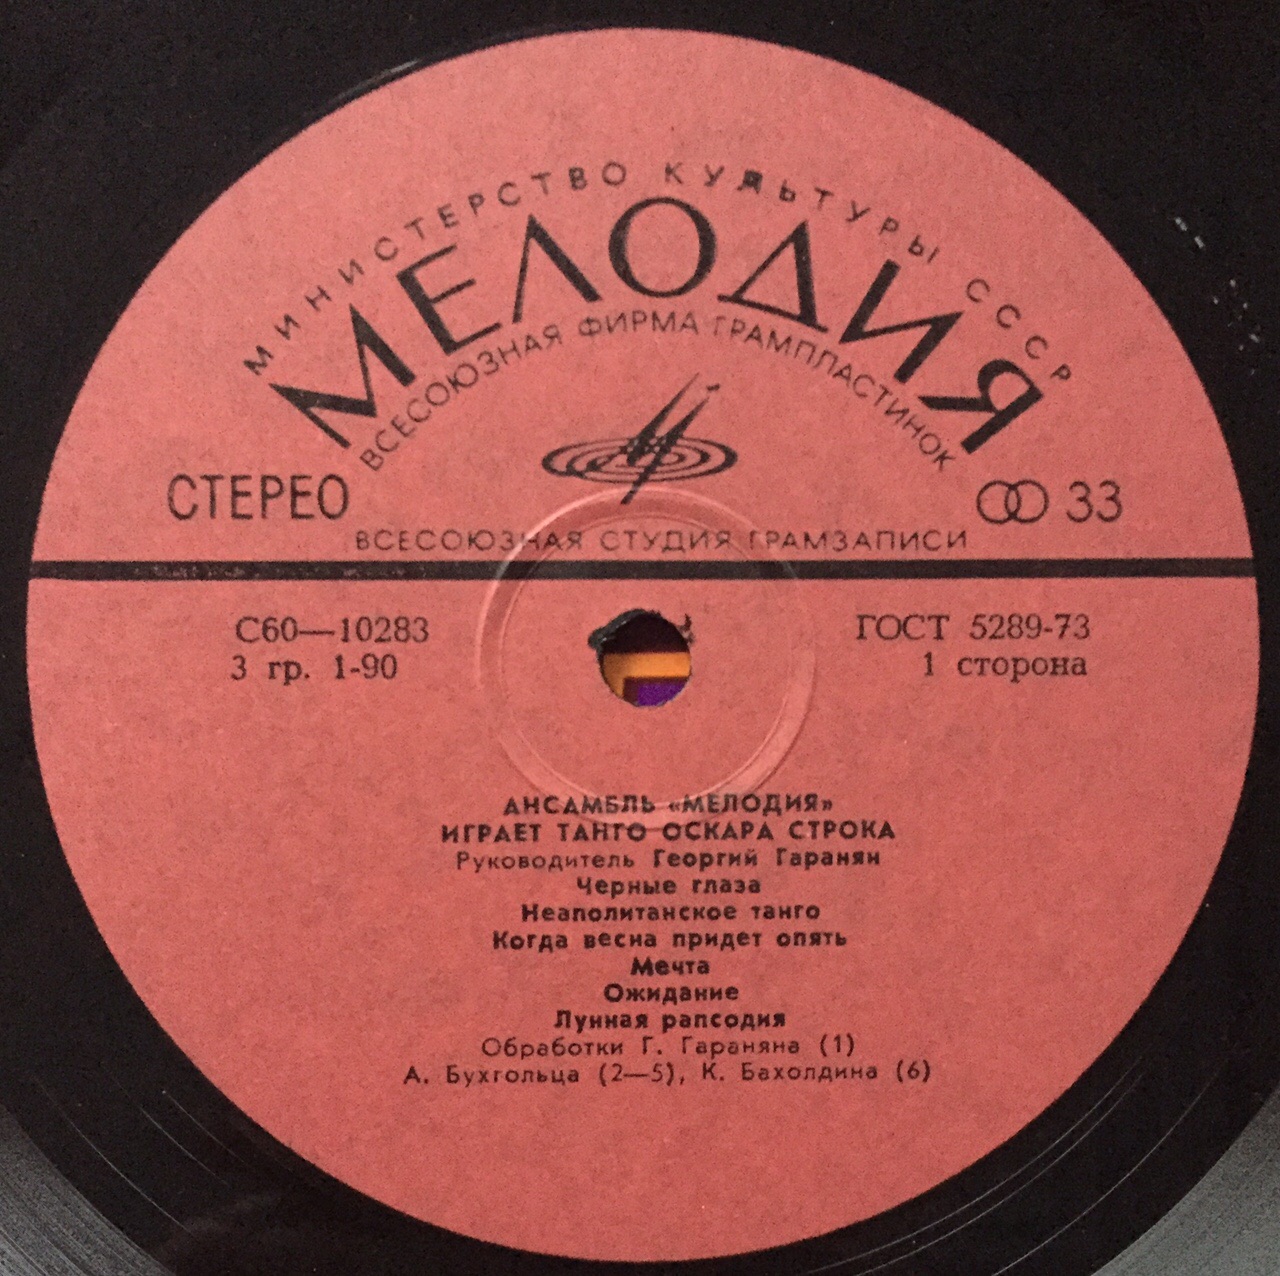 МИНИСТЕРСТВО КУЛЬТУРЫ СССР
МЕЛОДИЯ
ВСЕСОЮЗНАЯ ФИРМА ГРАМПЛАСТИНОК
СТЕРЕО
33
ВСЕСОЮЗНАЯ СТУДИЯ ГРАМЗАПИСИ
С60—10283
ГОСТ 5289-73
3 гр. 1-90
1 сторона
АНСАМБЛЬ «МЕЛОДИЯ»
ИГРАЕТ ТАНГО ОСКАРА СТРОКА
Руководитель Георгий Гаранян
Черные глаза
Неаполитанское танго
Когда весна придет опять
Мечта
Ожидание
Лунная рапсодия
Обработки Г. Гараняна (1)
А. Бухгольца (2—5), К. Бахолдина (6)